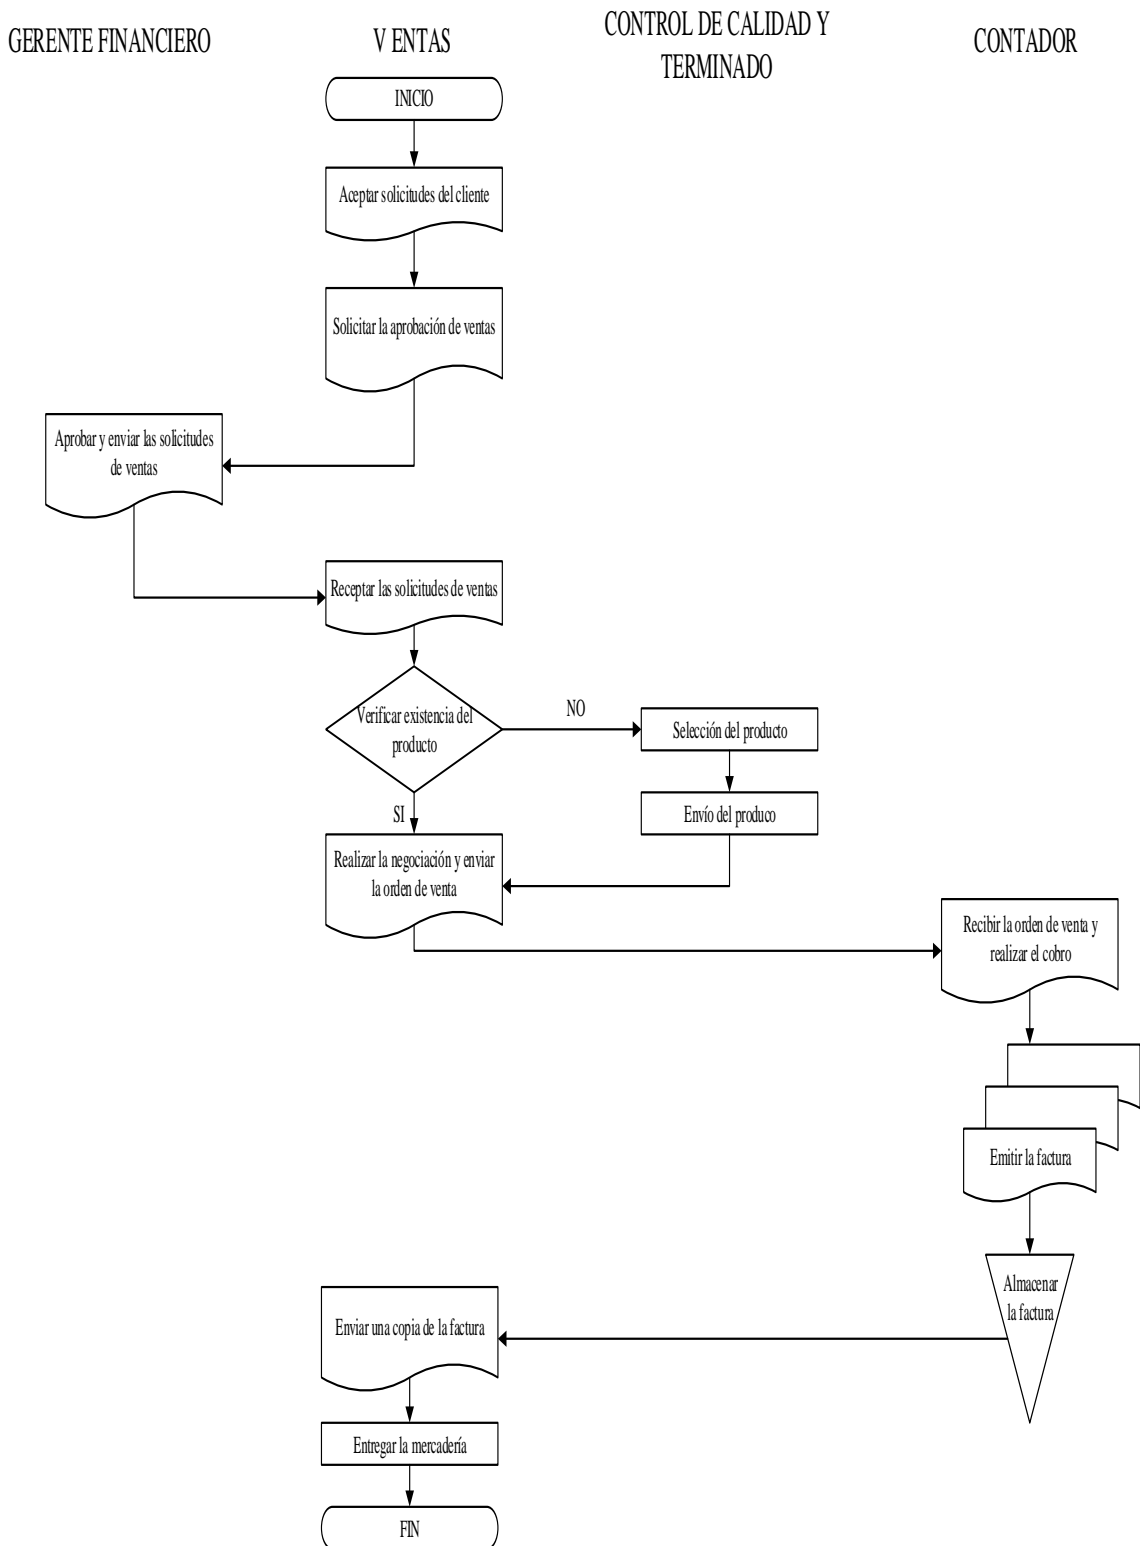 GERENTE FINANCIERO
V ENTAS
CONTROL DE CALIDAD Y
TERMINADO
CONTADOR
INICIO
Aceptar solicitudes del cliente
Solicitar la aprobación de ventas
Aprobar y enviar las solicitudes
de ventas
Receptar las solicitudes de ventas
Verificar existencia del
producto
NO
Selección del producto
Envío del produco
SI
Realizar la negociación y enviar
la orden de venta
Recibir la orden de venta y
realizar el cobro
Emitir la factura
Almacenar
la factura
Enviar una copia de la factura
Entregar la mercadería
FIN